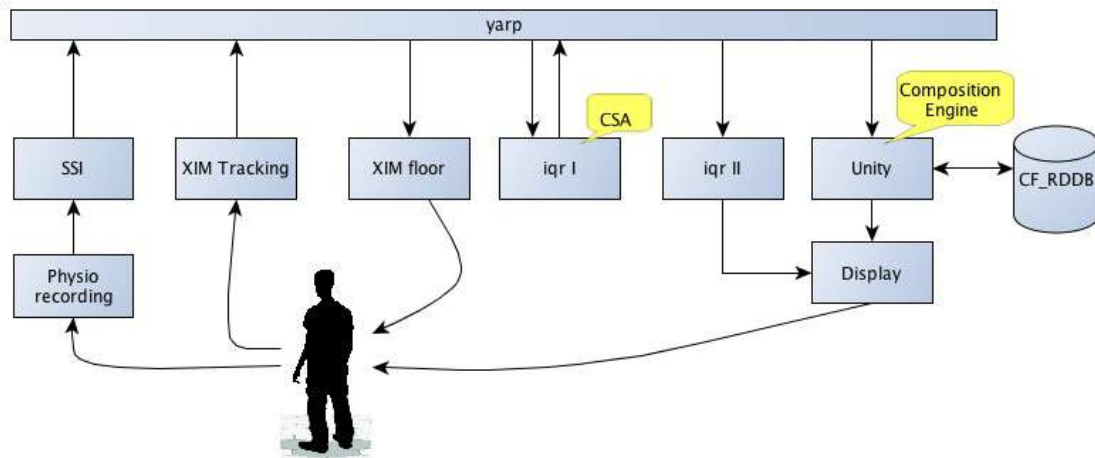 yarp
Composition
Engine
CSA
SSI
XIM Tracking
XIM floor
iqr I
iqr II
Unity
CF_RDDB
Physio
recording
Display